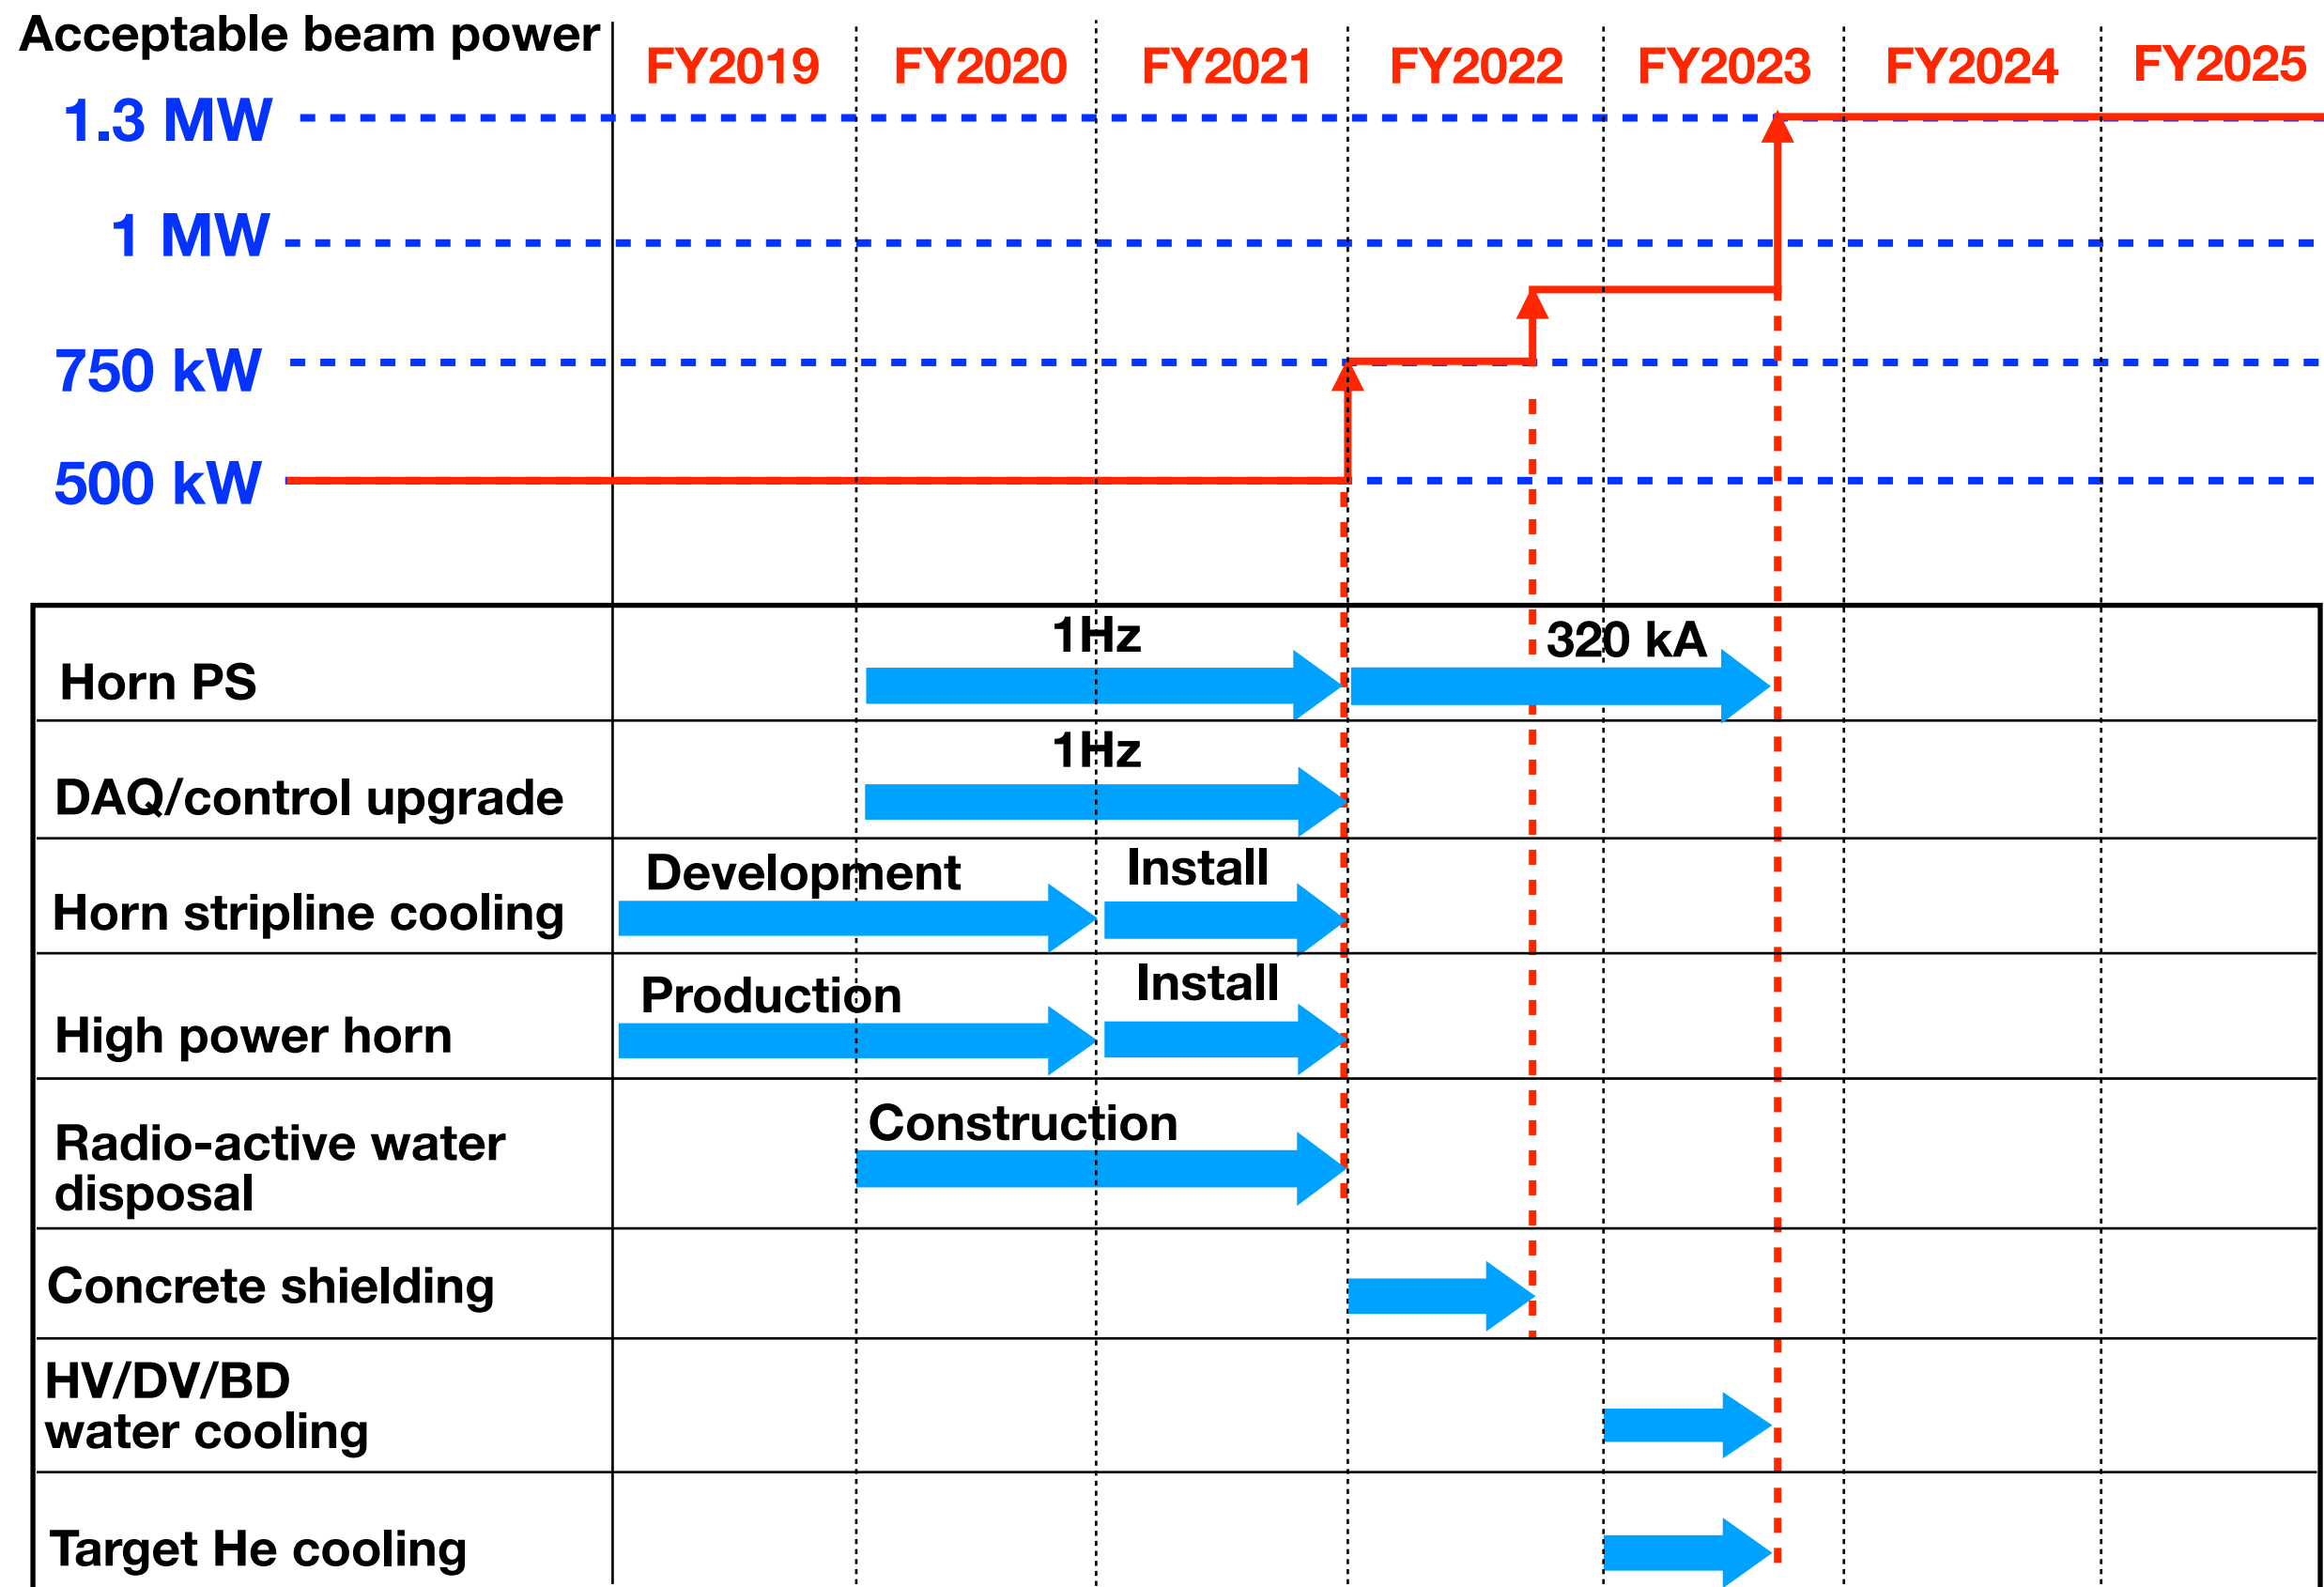 Acceptable beam power
FY2019 FY2020 FY2021 FY2022 FY2023 FY2024 FY2025
1.3 MW
1 MW
750 kW
500 kW
1Hz 320 kA
Horn PS
1Hz
DAQ/control upgrade
Development Install
Horn stripline cooling
Production Install
High power horn
Construction
Radio-active water
disposal
Concrete shielding
HV/DV/BD
water cooling
Target He cooling